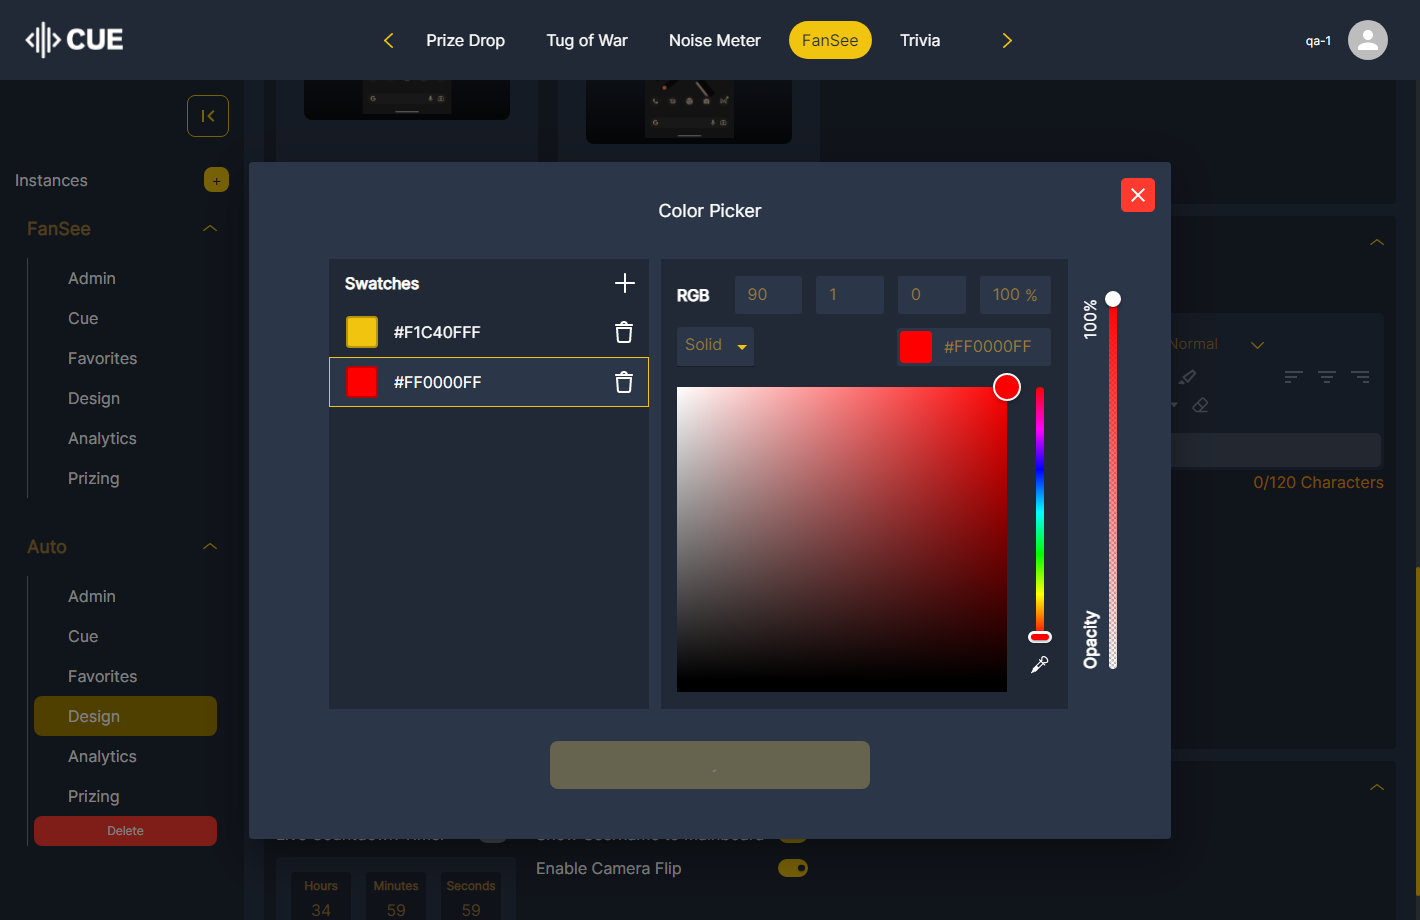 CUE
Prize Drop
Tug of War
Noise Meter
FanSee
Trivia
qa-1
Instances
+
FanSee
Admin
Cue
Favorites
Design
Analytics
Prizing
Auto
Admin
Cue
Favorites
Design
Analytics
Prizing
Delete
Color Picker
Swatches
#F1C40FFF
#FF0000FF
RGB
90
1
0
100 %
Solid
#FF0000FF
100%
Opacity
Normal
0/120 Characters
Enable Camera Flip
Hours
Minutes
Seconds
34
59
59